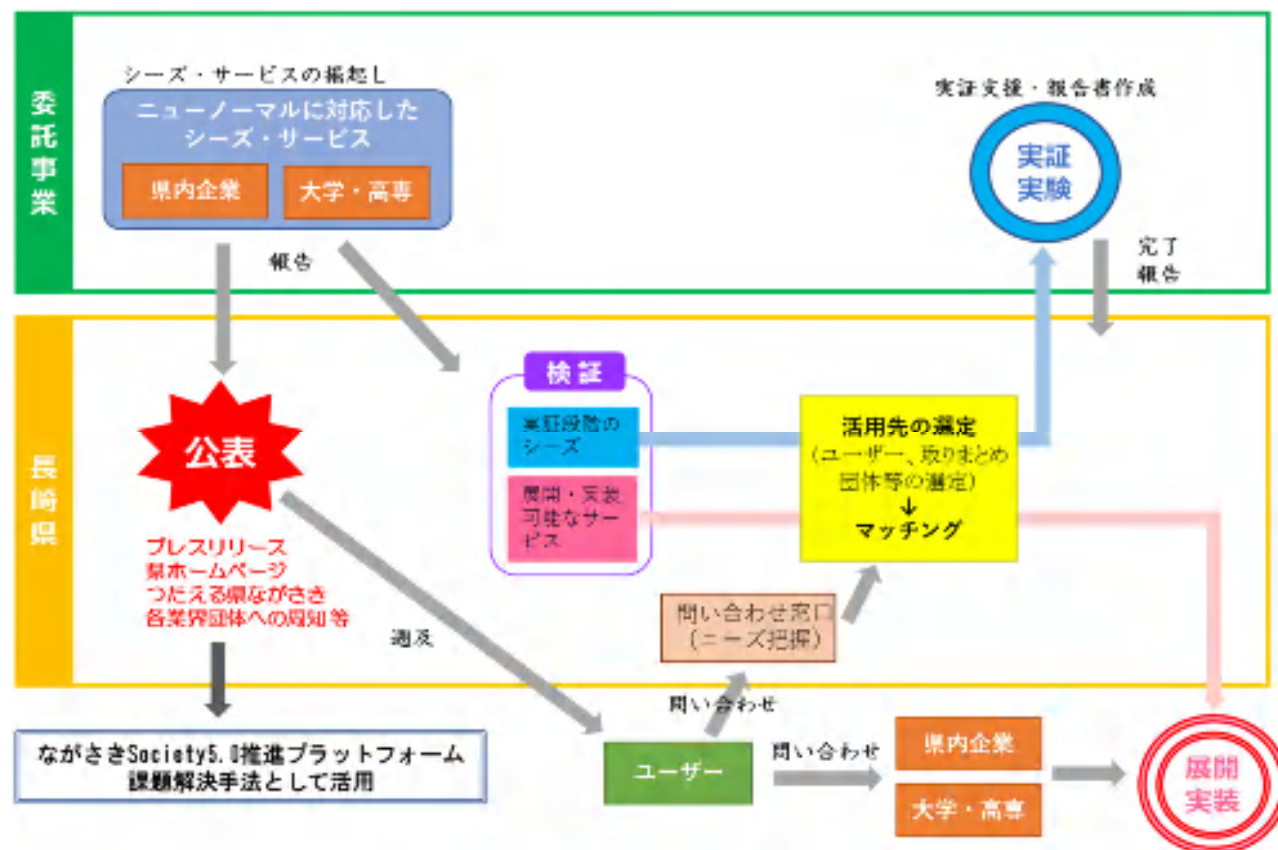 委託事業
シーズ・サービスの掘起し
ニューノーマルに対応した
シーズ・サービス
県内企業
大学・高専
実証支援・報告書作成
実証
実験
報告
完了
報告
長崎県
公表
プレスリリース
県ホームページ
つたえる県ながさき
各業界団体への周知等
検証
実証段階の
シーズ
展開・実装
可能なサー
ビス
活用先の選定
(ユーザー、取りまとめ
団体等の選定)
↓
マッチング
問い合わせ窓口
(ニーズ把握)
問い合わせ
ながさきSociety5.0推進プラットフォーム
課題解決手法として活用
ユーザー
問い合わせ
県内企業
大学・高専
展開
実装